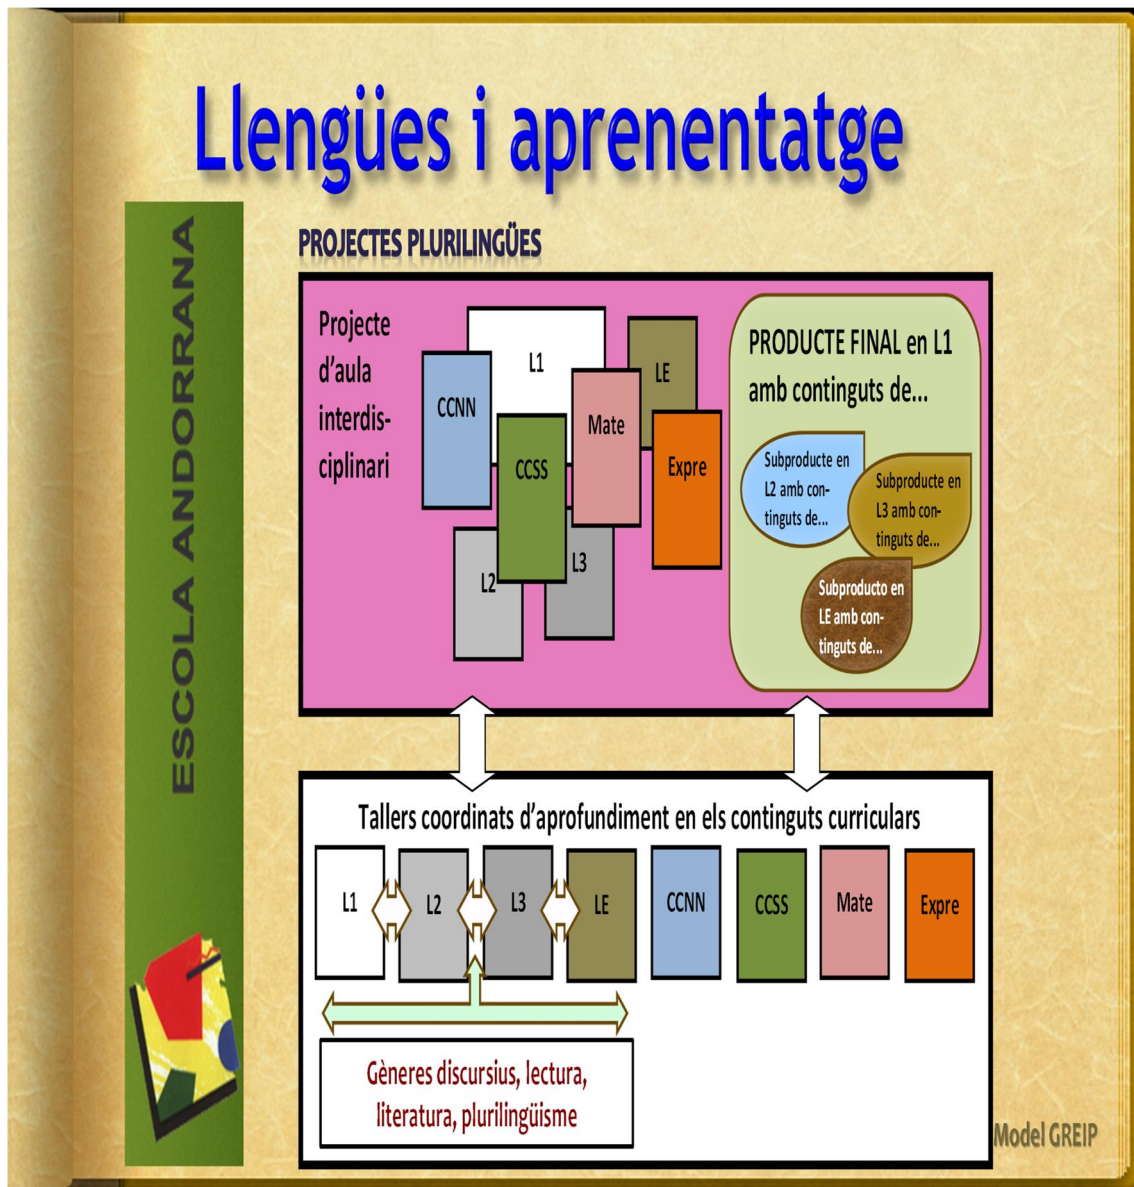 Llengües i aprenentatge
ESCOLA ANDORRANA
PROJECTES PLURILINGÜES
Projecte
d'aula
interdis-
ciplinari
L1
LE
CCNN
Mate
CCSS
Expre
L2
L3
PRODUCTE FINAL en L1
amb continguts de...
Subproducte en
L2 amb con-
tinguts de...
Subproducte en
L3 amb con-
tinguts de...
Subproducto en
LE amb con-
tinguts de...
Tallers coordinats d'aprofundiment en els continguts curriculars
L1
L2
L3
LE
CCNN
CCSS
Mate
Expre
Gèneres discursius, lectura,
literatura, plurilingüisme
Model GREIP